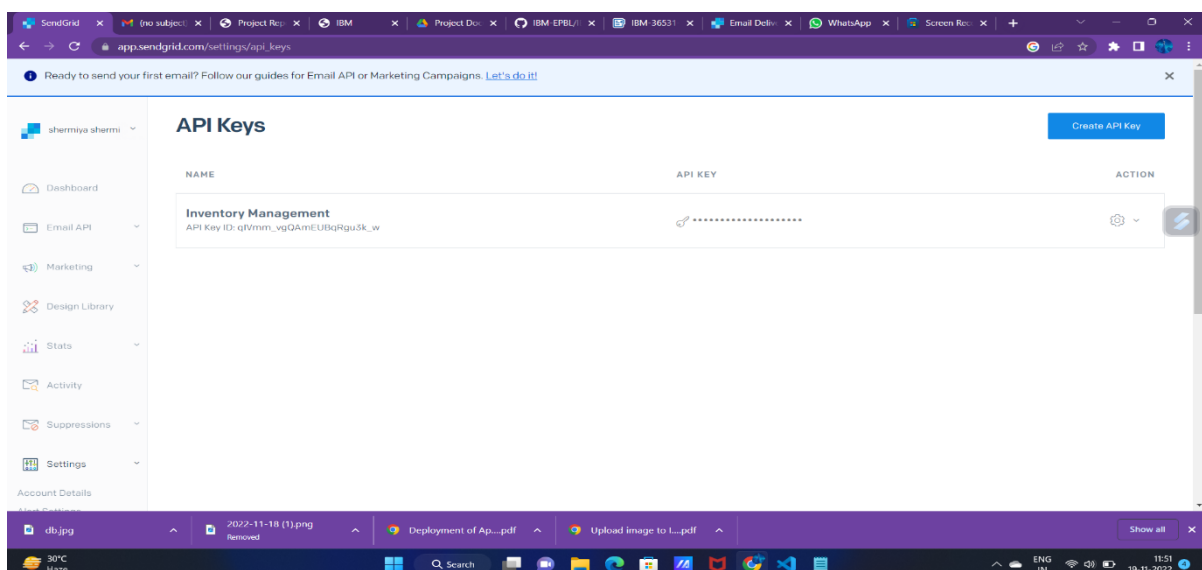 SendGrid
(no subject)
Project Rep
IBM
Project Doc
IBM-EPBL/I
IBM-36531
Email Delive
WhatsApp
Screen Rec
app.sendgrid.com/settings/api_keys
Ready to send your first email? Follow our guides for Email API or Marketing Campaigns. Let's do it!
shermiya shermi
API Keys
Create API Key
NAME API KEY ACTION
Inventory Management
API Key ID: qIVmm_vgQAmEUBqRgu3k_w
••••••••••••••••••••
Dashboard
Email API
Marketing
Design Library
Stats
Activity
Suppressions
Settings
Account Details
Alert Settings
db.jpg
2022-11-18 (1).png
Removed
Deployment of Ap....pdf
Upload image to I....pdf
Show all
30°C
Haze
Search
ENG
IN
11:51
19-11-2022
4